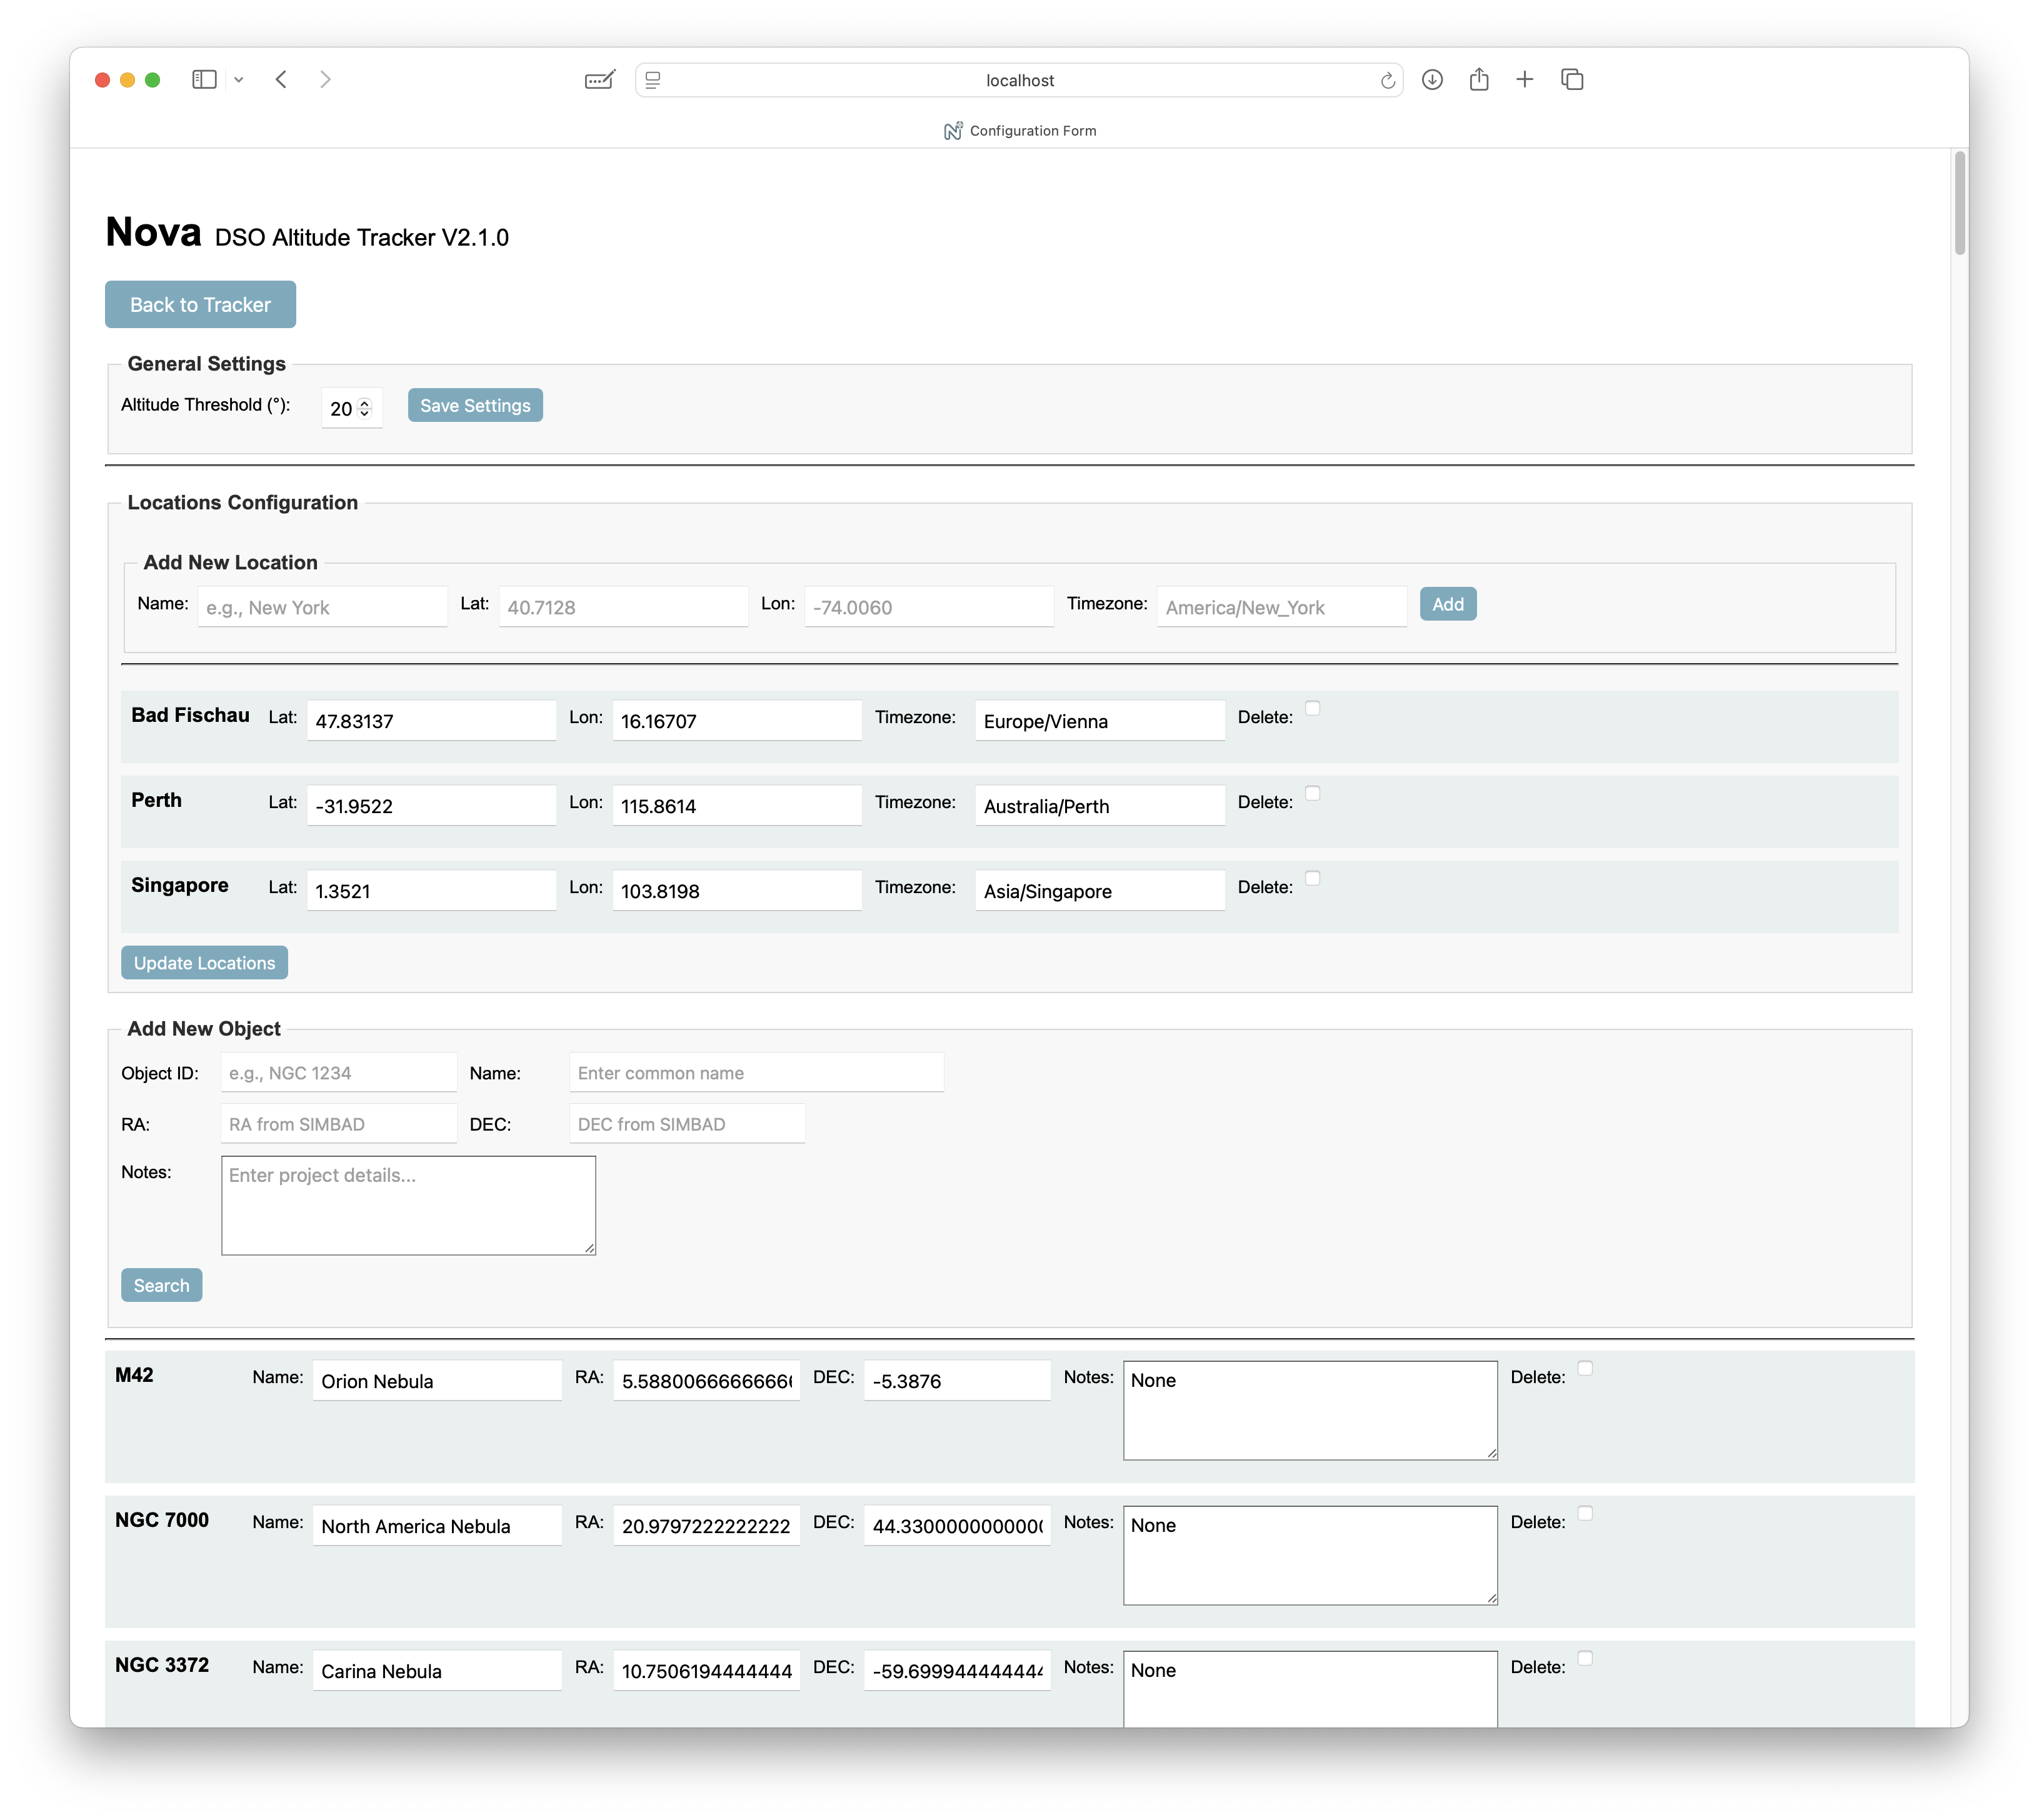 localhost
Configuration Form
Nova DSO Altitude Tracker V2.1.0
Back to Tracker
General Settings
Altitude Threshold (°): 20 Save Settings
Locations Configuration
Add New Location
Name: e.g., New York Lat: 40.7128 Lon: -74.0060 Timezone: America/New_York Add
Bad Fischau Lat: 47.83137 Lon: 16.16707 Timezone: Europe/Vienna Delete:
Perth Lat: -31.9522 Lon: 115.8614 Timezone: Australia/Perth Delete:
Singapore Lat: 1.3521 Lon: 103.8198 Timezone: Asia/Singapore Delete:
Update Locations
Add New Object
Object ID: e.g., NGC 1234 Name: Enter common name
RA: RA from SIMBAD DEC: DEC from SIMBAD
Notes: Enter project details...
Search
M42 Name: Orion Nebula RA: 5.5880066666666 DEC: -5.3876 Notes: None Delete:
NGC 7000 Name: North America Nebula RA: 20.9797222222222 DEC: 44.3300000000000 Notes: None Delete:
NGC 3372 Name: Carina Nebula RA: 10.7506194444444 DEC: -59.699944444444 Notes: None Delete: